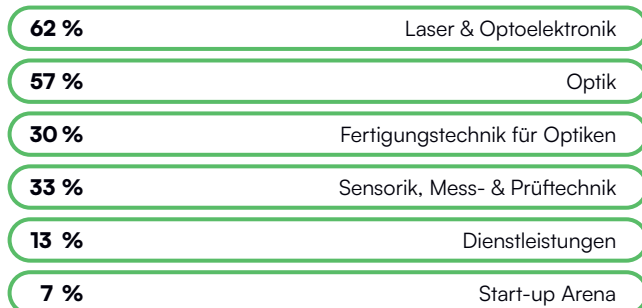 62 % Laser & Optoelektronik
57 % Optik
30 % Fertigungstechnik für Optiken
33 % Sensorik, Mess- & Prüftechnik
13 % Dienstleistungen
7 % Start-up Arena